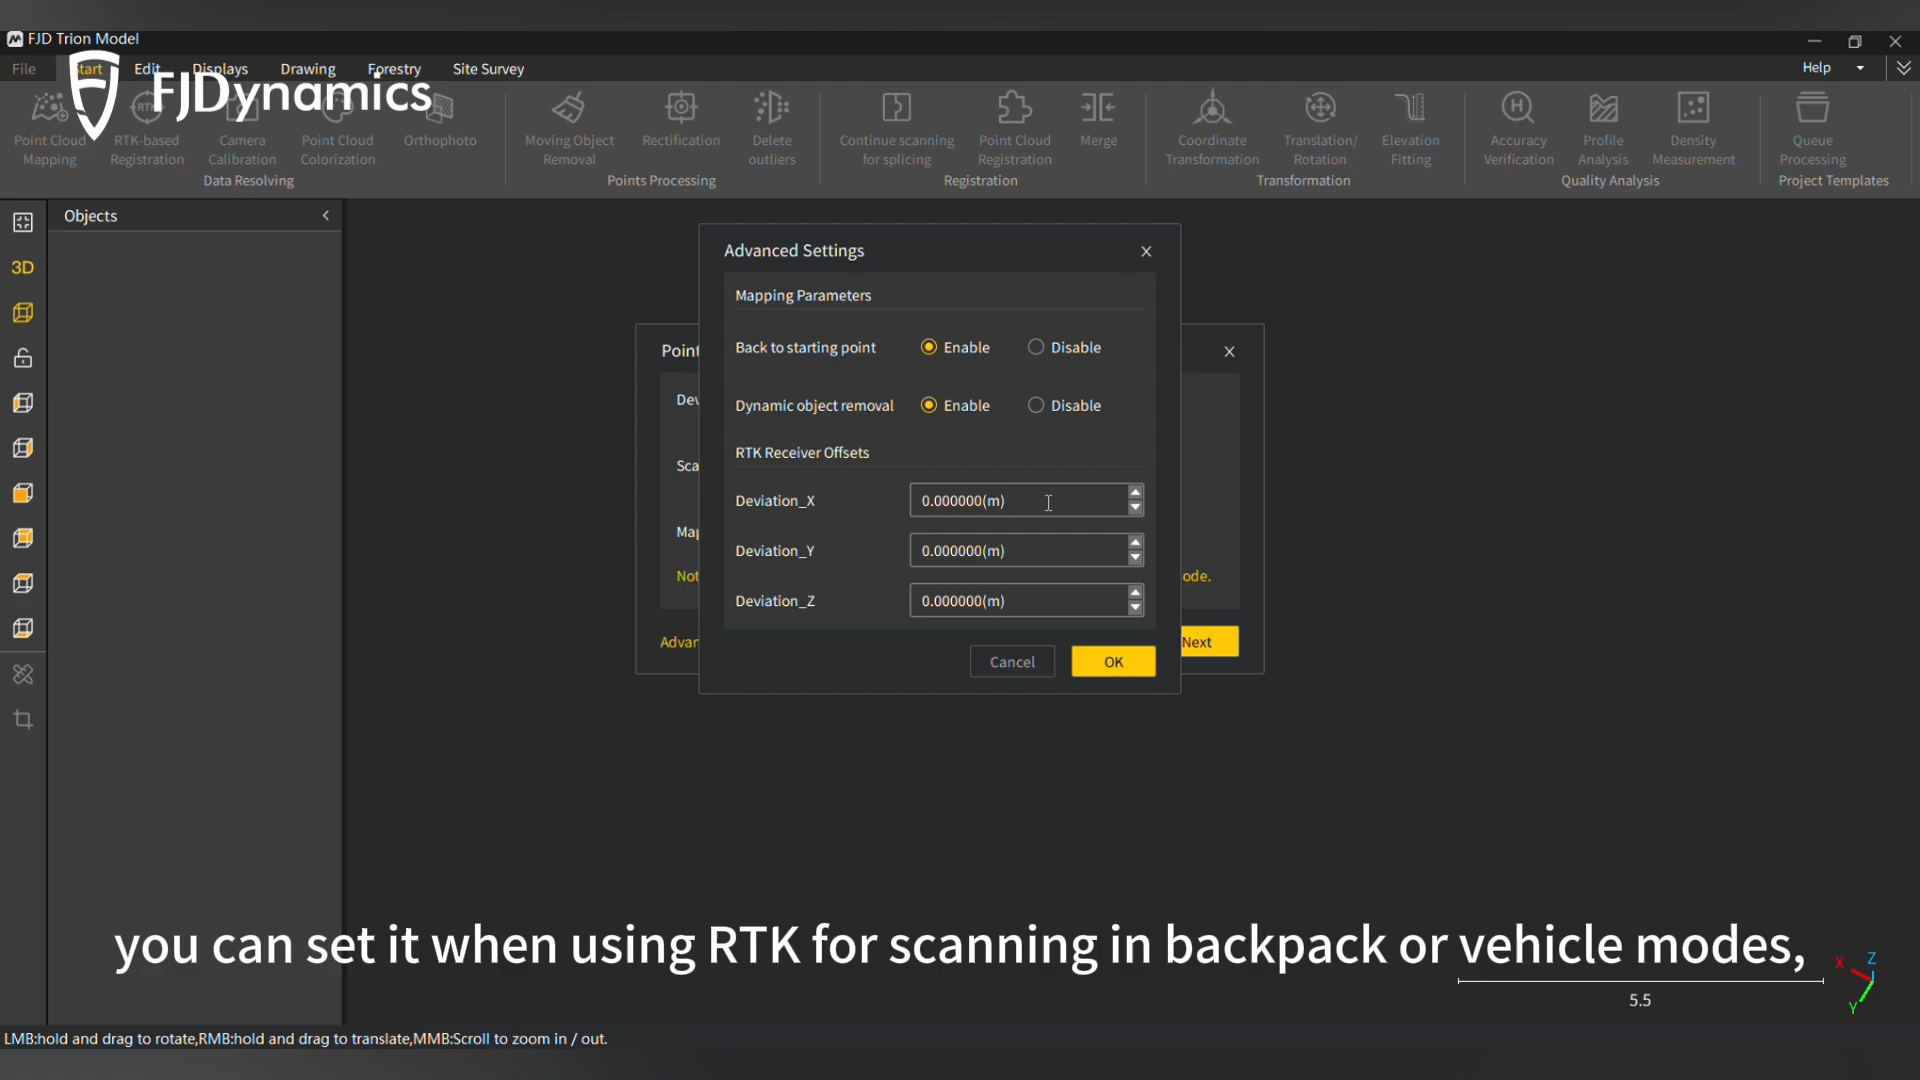 FJD Trion Model
File
Start
Edit
Displays
Drawing
Forestry
Site Survey
Help
FJDynamics
Point Cloud
Mapping
RTK-based
Registration
Camera
Calibration
Point Cloud
Colorization
Orthophoto
Data Resolving
Moving Object
Removal
Rectification
Delete
outliers
Points Processing
Continue scanning
for splicing
Point Cloud
Registration
Merge
Registration
Coordinate
Transformation
Translation/
Rotation
Elevation
Fitting
Transformation
Accuracy
Verification
Profile
Analysis
Density
Measurement
Quality Analysis
Queue
Processing
Project Templates
Objects
3D
Advanced Settings
Mapping Parameters
Back to starting point
Enable
Disable
Dynamic object removal
Enable
Disable
RTK Receiver Offsets
Deviation_X
0.000000(m)
Deviation_Y
0.000000(m)
Deviation_Z
0.000000(m)
Cancel
OK
Point
Dev
Sca
Map
Not
ode.
Advan
Next
you can set it when using RTK for scanning in backpack or vehicle modes,
5.5
X
Z
Y
LMB:hold and drag to rotate,RMB:hold and drag to translate,MMB:Scroll to zoom in / out.